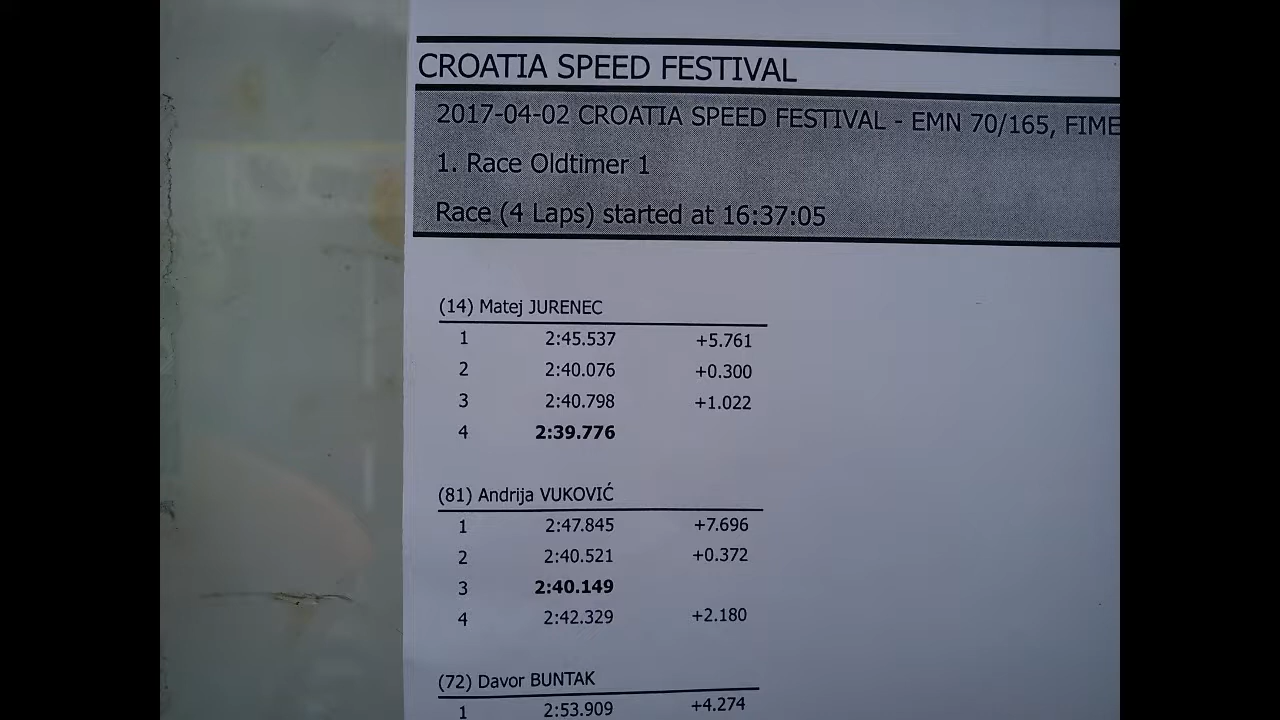 CROATIA SPEED FESTIVAL
2017-04-02 CROATIA SPEED FESTIVAL - EMN 70/165, FIME
1. Race Oldtimer 1
Race (4 Laps) started at 16:37:05
(14) Matej JURENEC
1 2:45.537 +5.761
2 2:40.076 +0.300
3 2:40.798 +1.022
4 2:39.776
(81) Andrija VUKOVIĆ
1 2:47.845 +7.696
2 2:40.521 +0.372
3 2:40.149
4 2:42.329 +2.180
(72) Davor BUNTAK
1 2:53.909 +4.274